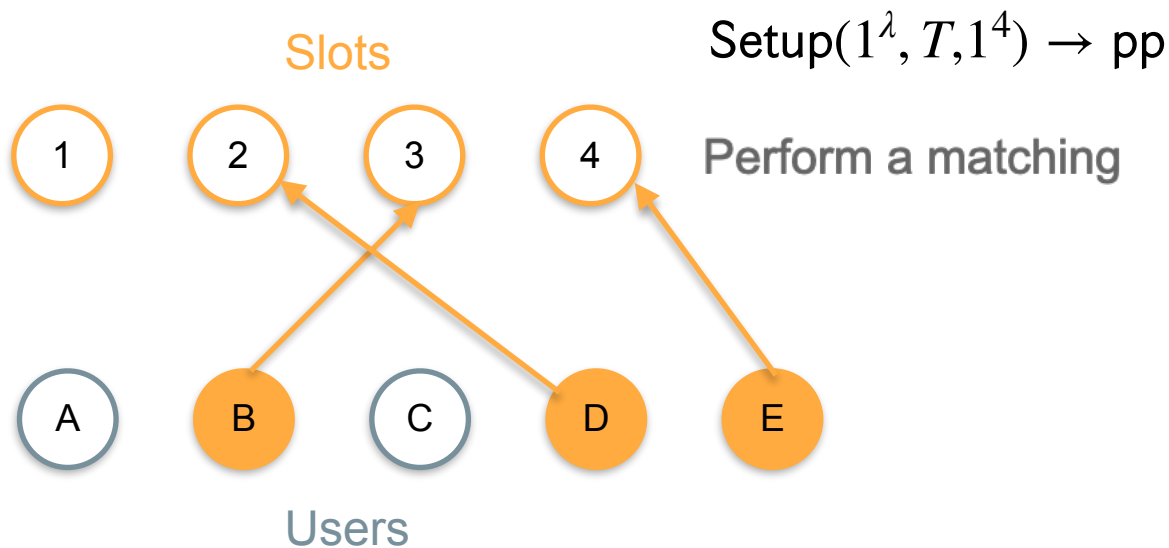 Slots
Setup(1^λ, T,1^4) → pp
1 2 3 4
Perform a matching
A B C D E
Users